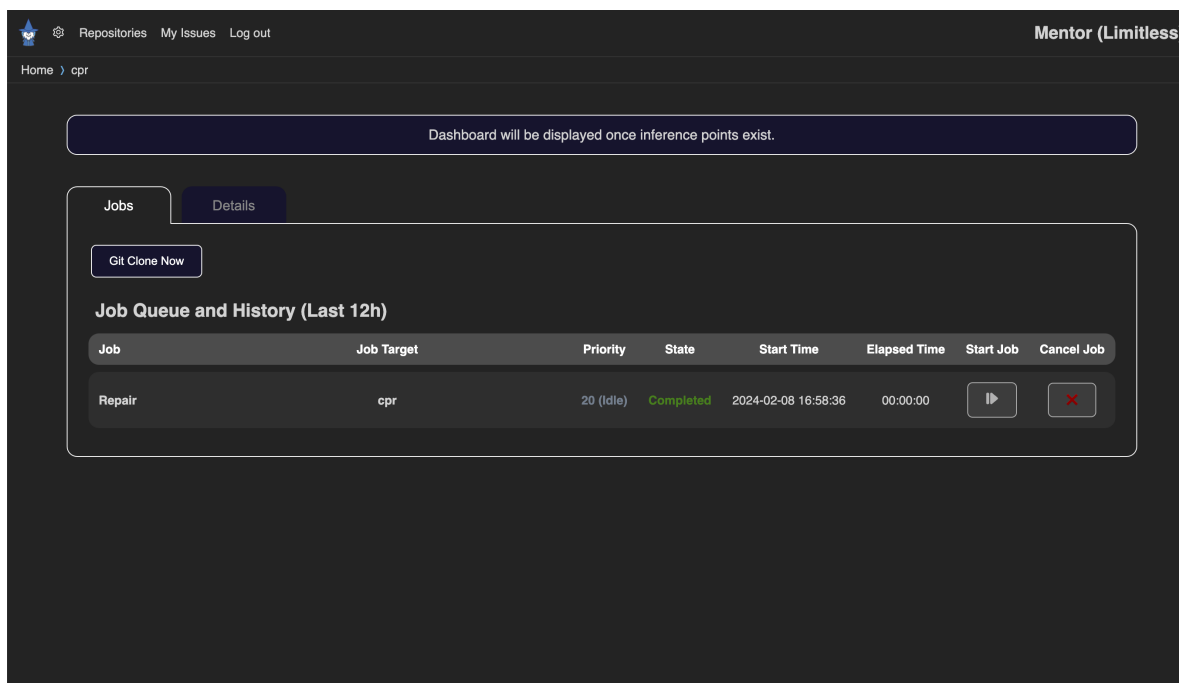 Repositories My Issues Log out Mentor (Limitless
Home › cpr
Dashboard will be displayed once inference points exist.
Jobs Details
Git Clone Now
Job Queue and History (Last 12h)
Job Job Target Priority State Start Time Elapsed Time Start Job Cancel Job
Repair cpr 20 (Idle) Completed 2024-02-08 16:58:36 00:00:00